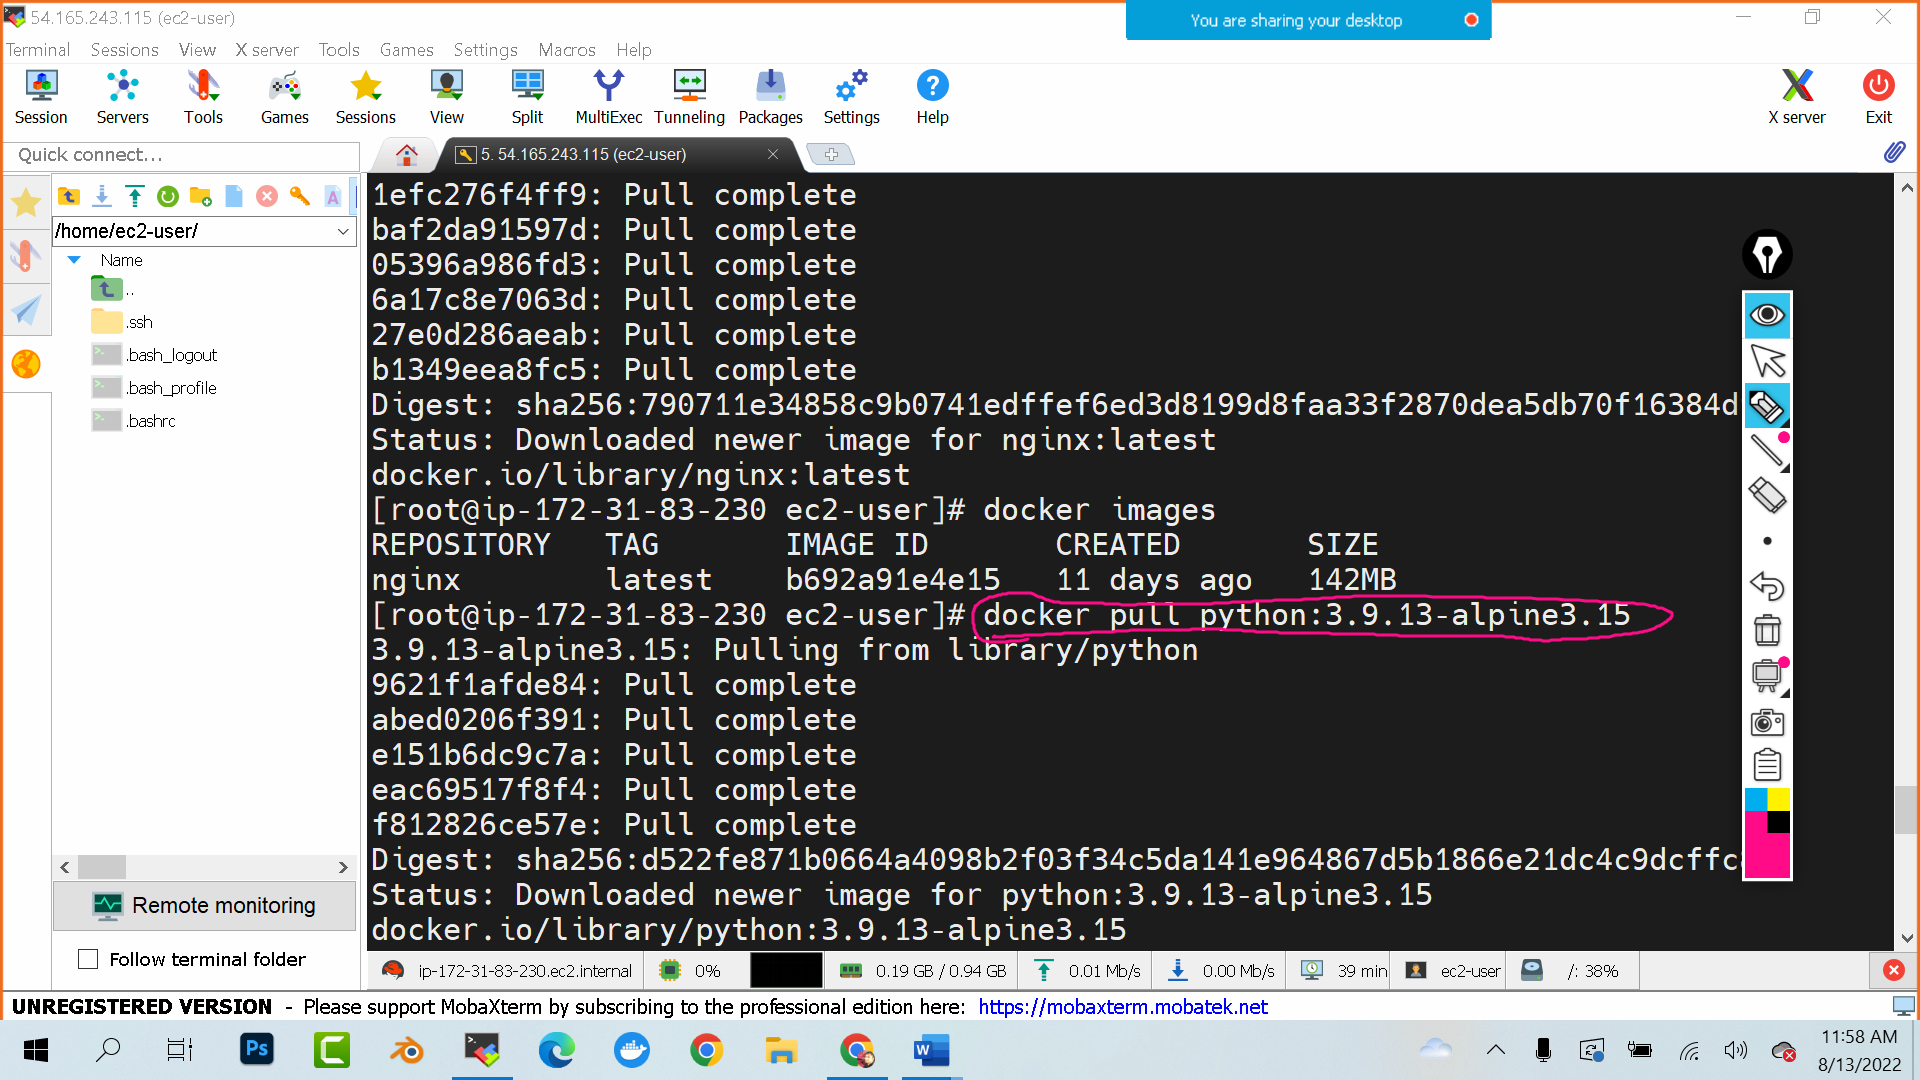 54.165.243.115 (ec2-user)
You are sharing your desktop
Terminal Sessions View X server Tools Games Settings Macros Help
Session Servers Tools Games Sessions View Split MultiExec Tunneling Packages Settings Help X server Exit
Quick connect...
5. 54.165.243.115 (ec2-user)
/home/ec2-user/
Name
..
.ssh
.bash_logout
.bash_profile
.bashrc
1efc276f4ff9: Pull complete
baf2da91597d: Pull complete
05396a986fd3: Pull complete
6a17c8e7063d: Pull complete
27e0d286aeab: Pull complete
b1349eea8fc5: Pull complete
Digest: sha256:790711e34858c9b0741edffef6ed3d8199d8faa33f2870dea5db70f16384d
Status: Downloaded newer image for nginx:latest
docker.io/library/nginx:latest
[root@ip-172-31-83-230 ec2-user]# docker images
REPOSITORY TAG IMAGE ID CREATED SIZE
nginx latest b692a91e4e15 11 days ago 142MB
[root@ip-172-31-83-230 ec2-user]# docker pull python:3.9.13-alpine3.15
3.9.13-alpine3.15: Pulling from library/python
9621f1afde84: Pull complete
abed0206f391: Pull complete
e151b6dc9c7a: Pull complete
eac69517f8f4: Pull complete
f812826ce57e: Pull complete
Digest: sha256:d522fe871b0664a4098b2f03f34c5da141e964867d5b1866e21dc4c9dcffc
Status: Downloaded newer image for python:3.9.13-alpine3.15
docker.io/library/python:3.9.13-alpine3.15
Remote monitoring
Follow terminal folder
ip-172-31-83-230.ec2.internal 0% 0.19 GB / 0.94 GB 0.01 Mb/s 0.00 Mb/s 39 min ec2-user /: 38%
UNREGISTERED VERSION - Please support MobaXterm by subscribing to the professional edition here: https://mobaxterm.mobatek.net
Ps
C
W
11:58 AM
8/13/2022